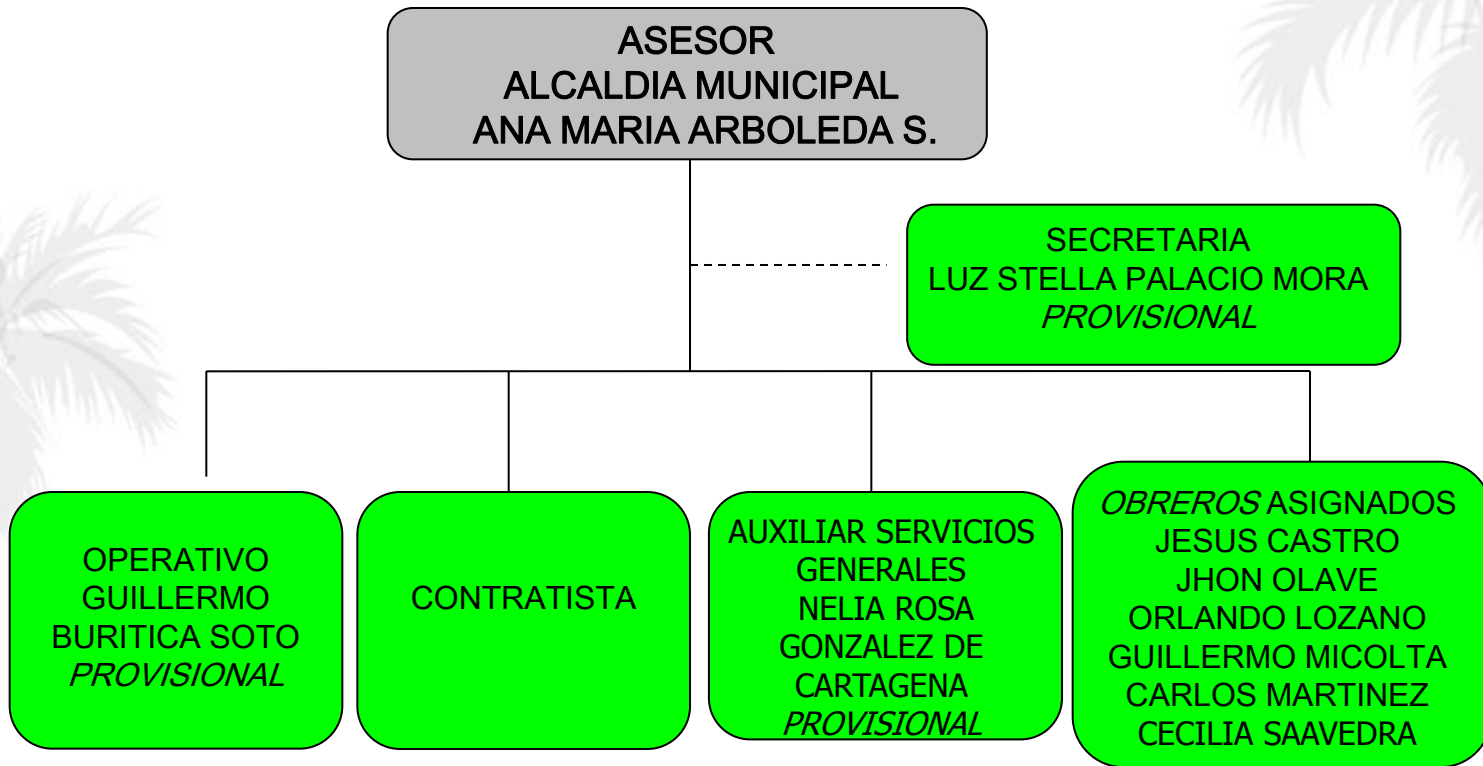 ASESOR
ALCALDIA MUNICIPAL
ANA MARIA ARBOLEDA S.
SECRETARIA
LUZ STELLA PALACIO MORA
PROVISIONAL
OPERATIVO
GUILLERMO
BURITICA SOTO
PROVISIONAL
CONTRATISTA
AUXILIAR SERVICIOS
GENERALES
NELIA ROSA
GONZALEZ DE
CARTAGENA
PROVISIONAL
OBREROS ASIGNADOS
JESUS CASTRO
JHON OLAVE
ORLANDO LOZANO
GUILLERMO MICOLTA
CARLOS MARTINEZ
CECILIA SAAVEDRA